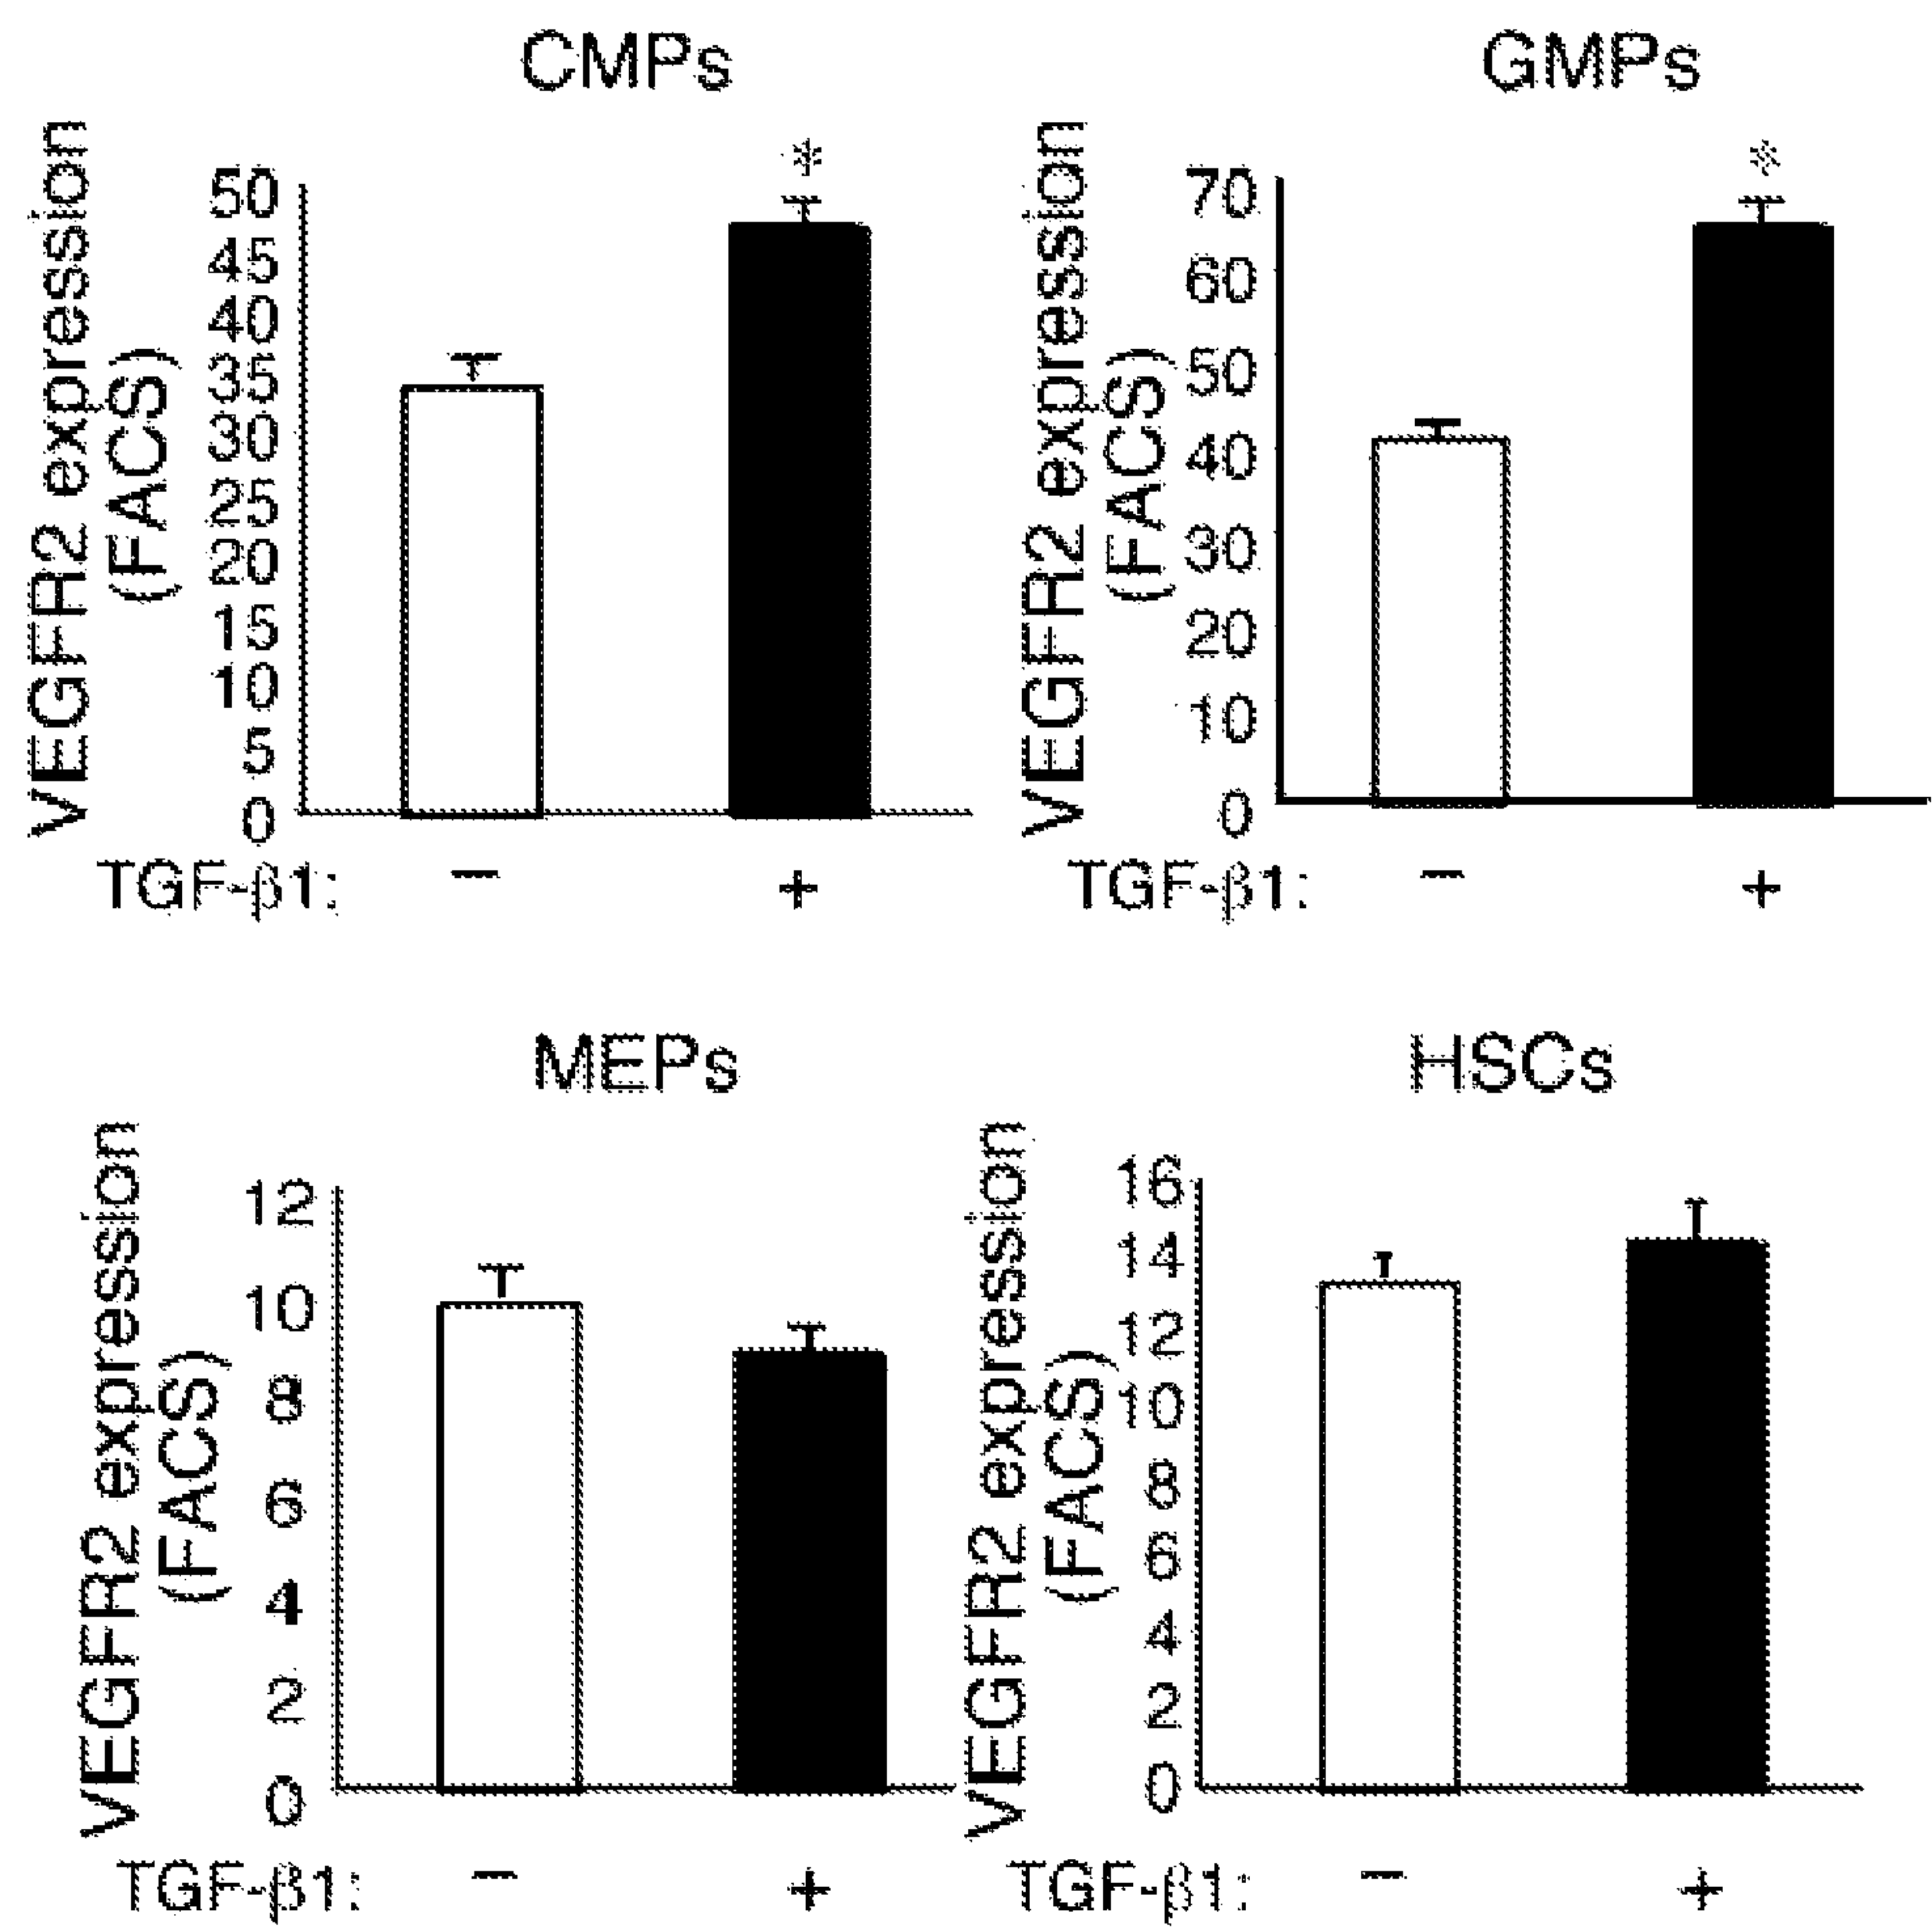 CMPs
VEGFR2 expression
(FACS)
50
45
40
35
30
25
20
15
10
5
0
*
TGF-β1: − +
GMPs
VEGFR2 expression
(FACS)
70
60
50
40
30
20
10
0
*
TGF-β1: − +
MEPs
VEGFR2 expression
(FACS)
12
10
8
6
4
2
0
TGF-β1: − +
HSCs
VEGFR2 expression
(FACS)
16
14
12
10
8
6
4
2
0
TGF-β1: − +